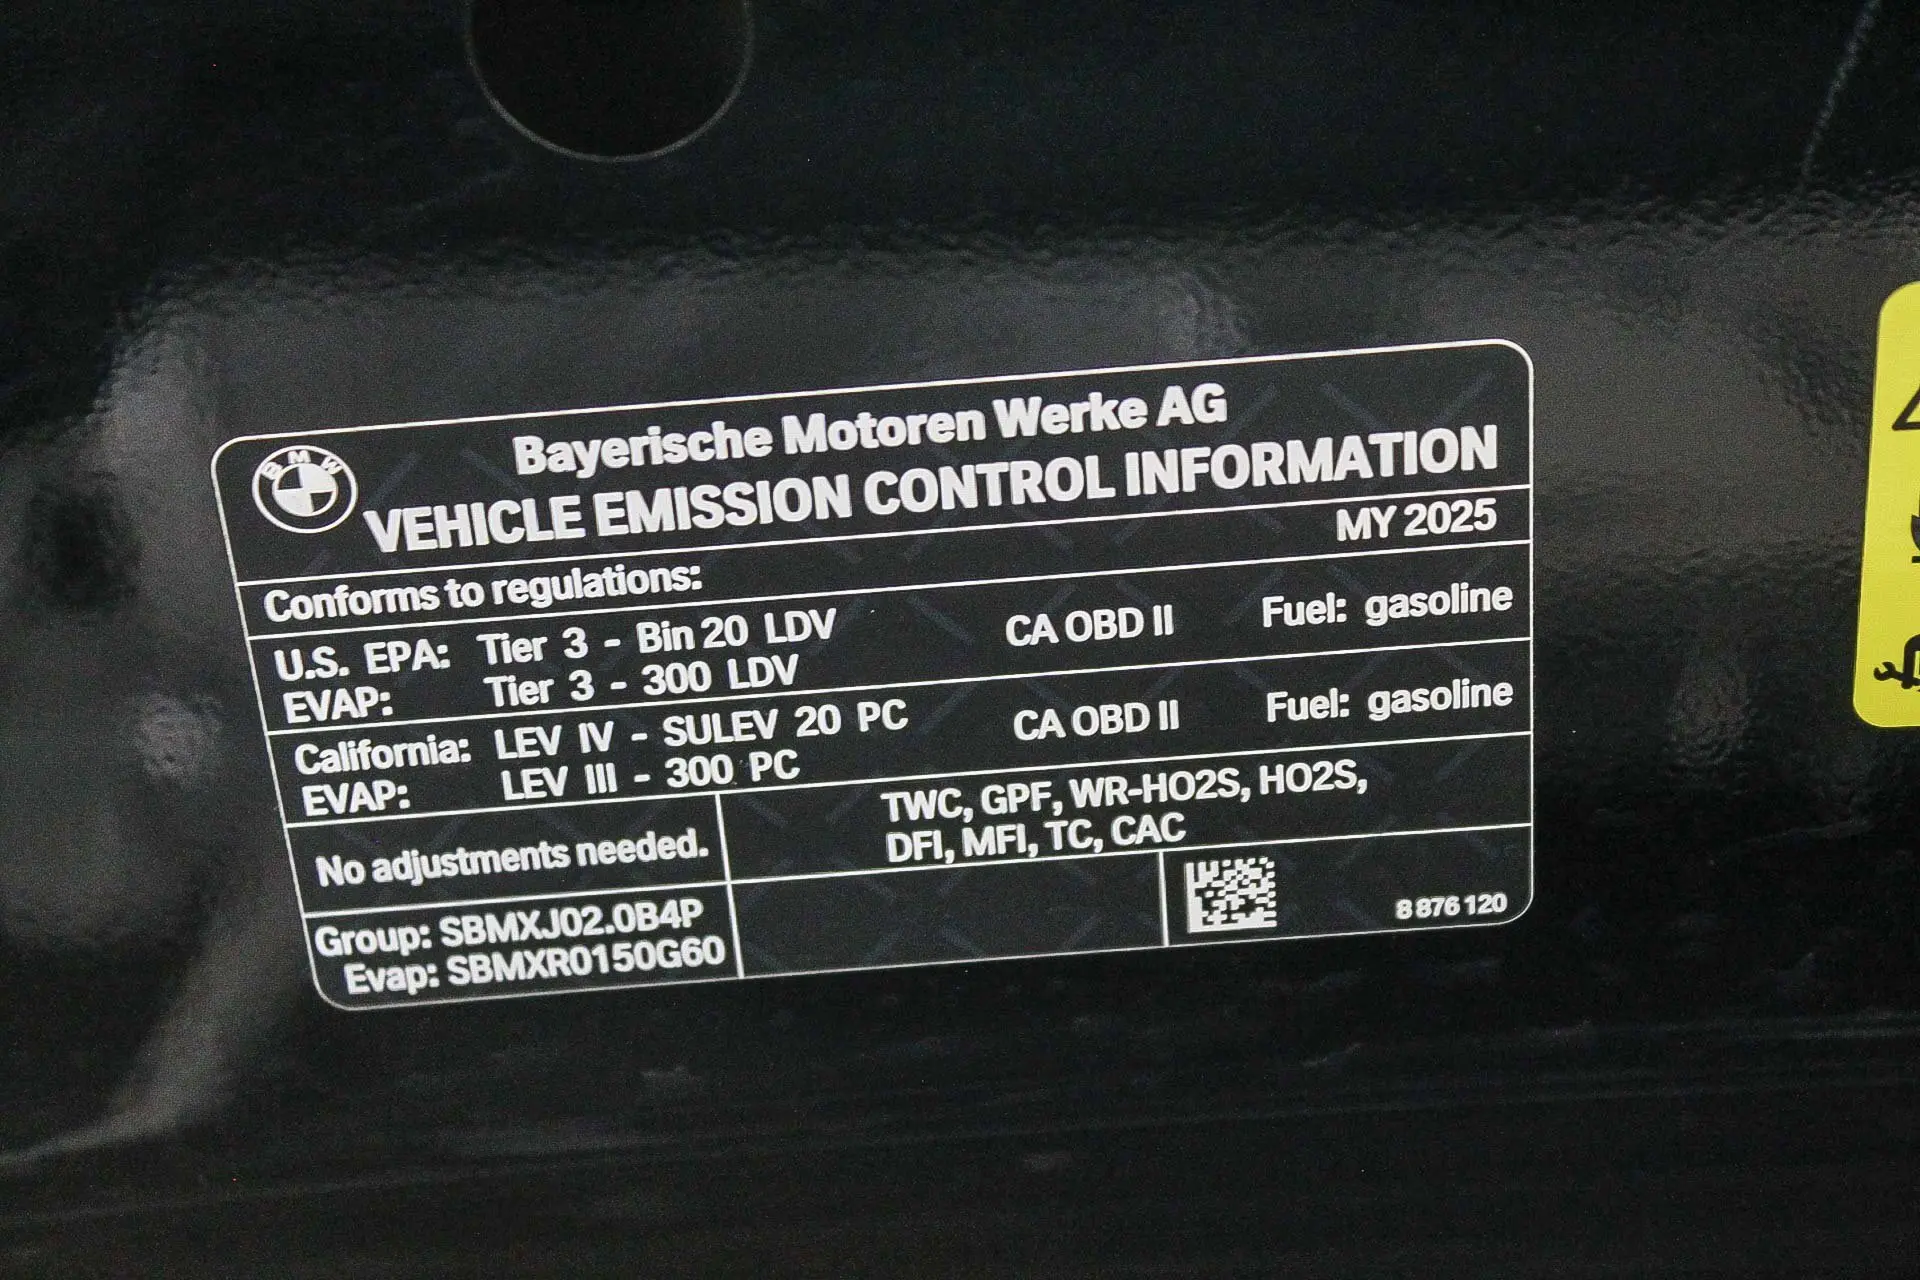 BMW
Bayerische Motoren Werke AG
VEHICLE EMISSION CONTROL INFORMATION
MY 2025
Conforms to regulations:
U.S. EPA: Tier 3 - Bin 20 LDV CA OBD II Fuel: gasoline
EVAP: Tier 3 - 300 LDV
California: LEV IV - SULEV 20 PC CA OBD II Fuel: gasoline
EVAP: LEV III - 300 PC
No adjustments needed.
TWC, GPF, WR-HO2S, HO2S,
DFI, MFI, TC, CAC
Group: SBMXJ02.0B4P
Evap: SBMXR0150G60
8 876 120